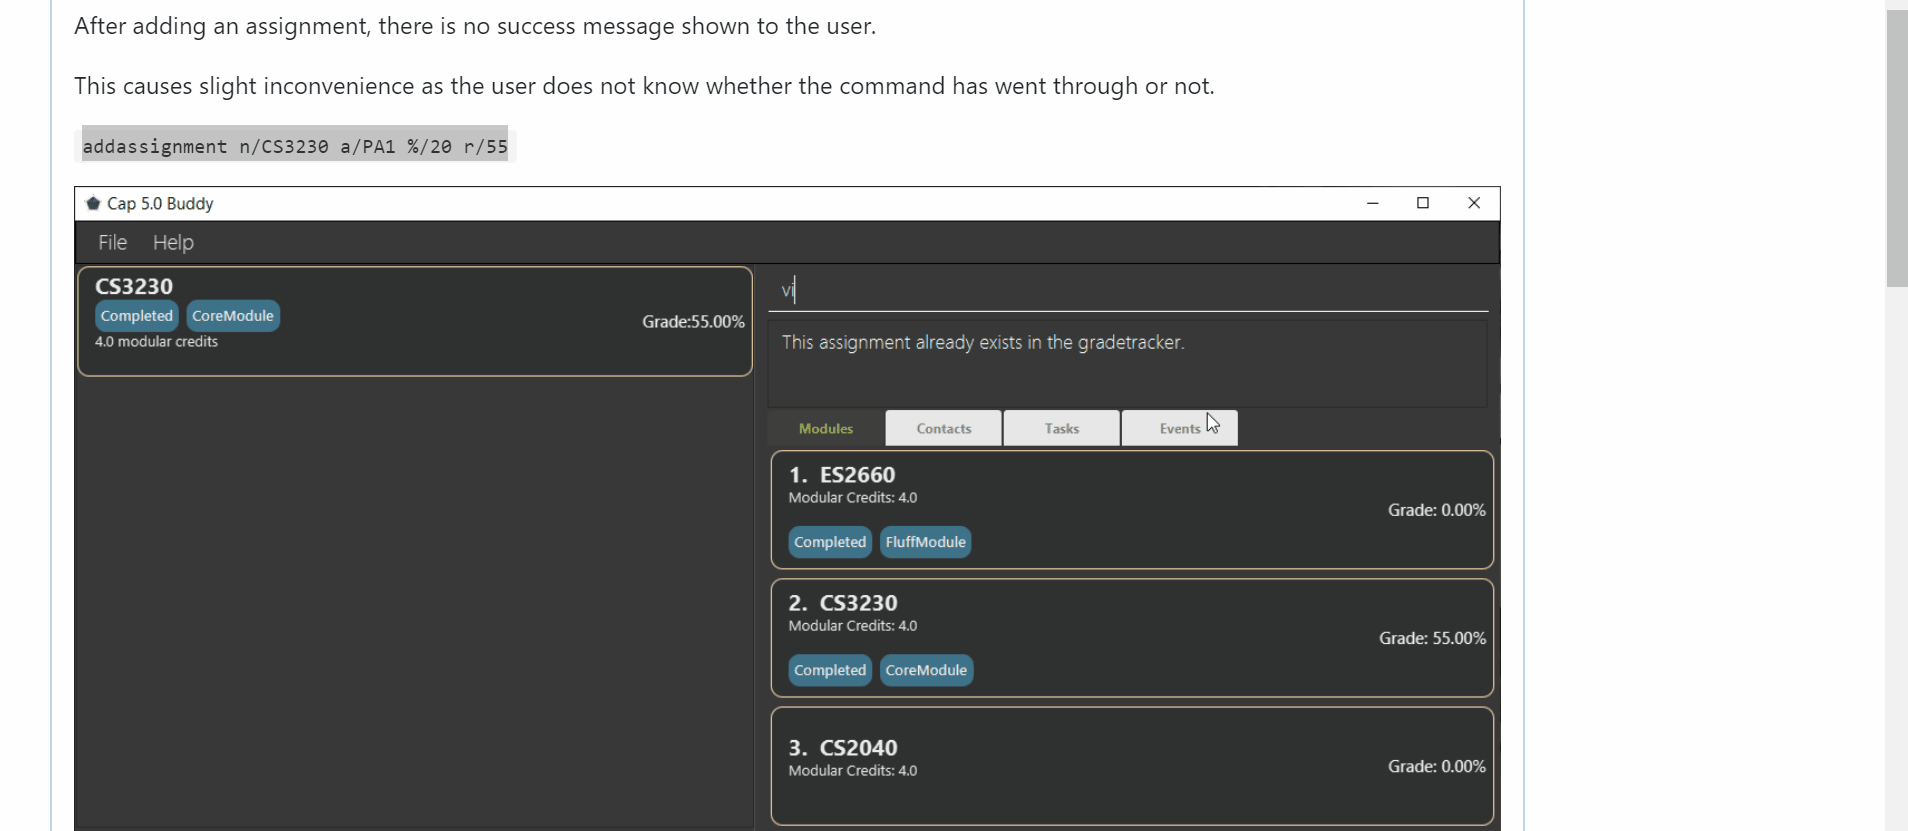 After adding an assignment, there is no success message shown to the user.
This causes slight inconvenience as the user does not know whether the command has went through or not.
addassignment n/CS3230 a/PA1 %/20 r/55
Cap 5.0 Buddy
File Help
CS3230
Completed CoreModule
Grade:55.00%
4.0 modular credits
vi
This assignment already exists in the gradetracker.
Modules Contacts Tasks Events
1. ES2660
Modular Credits: 4.0
Grade: 0.00%
Completed FluffModule
2. CS3230
Modular Credits: 4.0
Grade: 55.00%
Completed CoreModule
3. CS2040
Modular Credits: 4.0
Grade: 0.00%